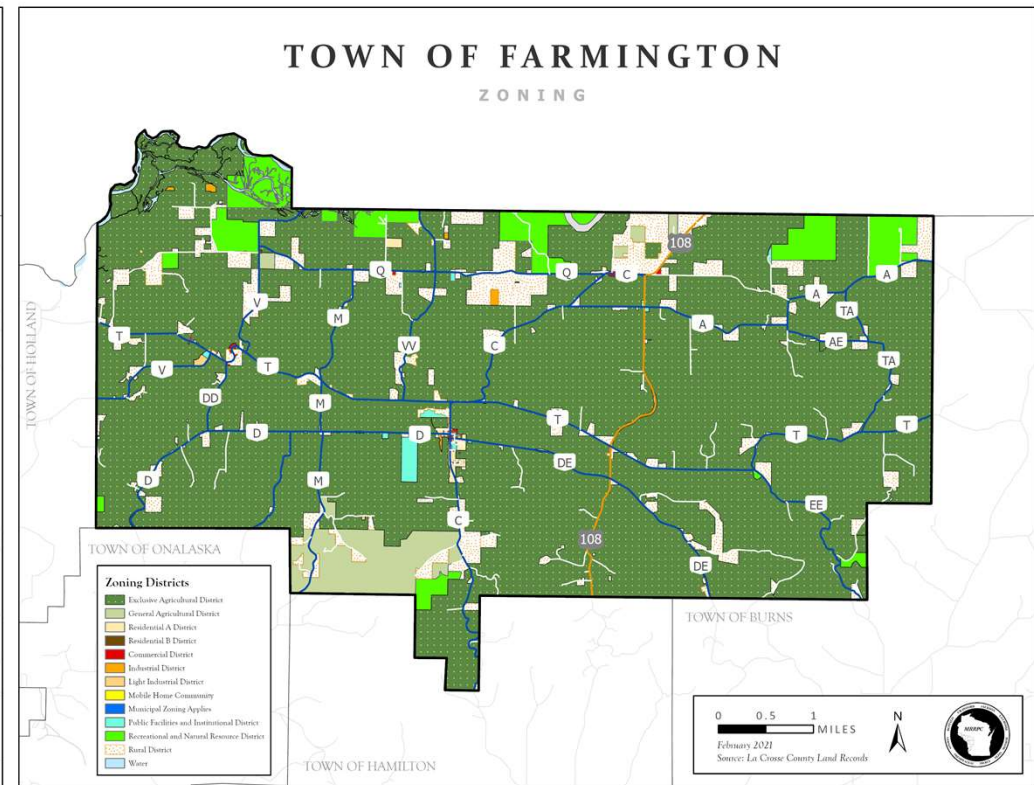 TOWN OF FARMINGTON
ZONING
108
Q
Q
C
A
V
M
A
TA
T
VV
C
A
AE
V
T
TA
DD
M
T
D
D
T
T
DE
D
M
EE
C
108
DE
TOWN OF HOLLAND
TOWN OF ONALASKA
TOWN OF BURNS
TOWN OF HAMILTON
Zoning Districts
Exclusive Agricultural District
General Agricultural District
Residential A District
Residential B District
Commercial District
Industrial District
Light Industrial District
Mobile Home Community
Municipal Zoning Applies
Public Facilities and Institutional District
Recreational and Natural Resource District
Rural District
Water
0 0.5 1
MILES
N
February 2021
Source: La Crosse County Land Records
MRRPC